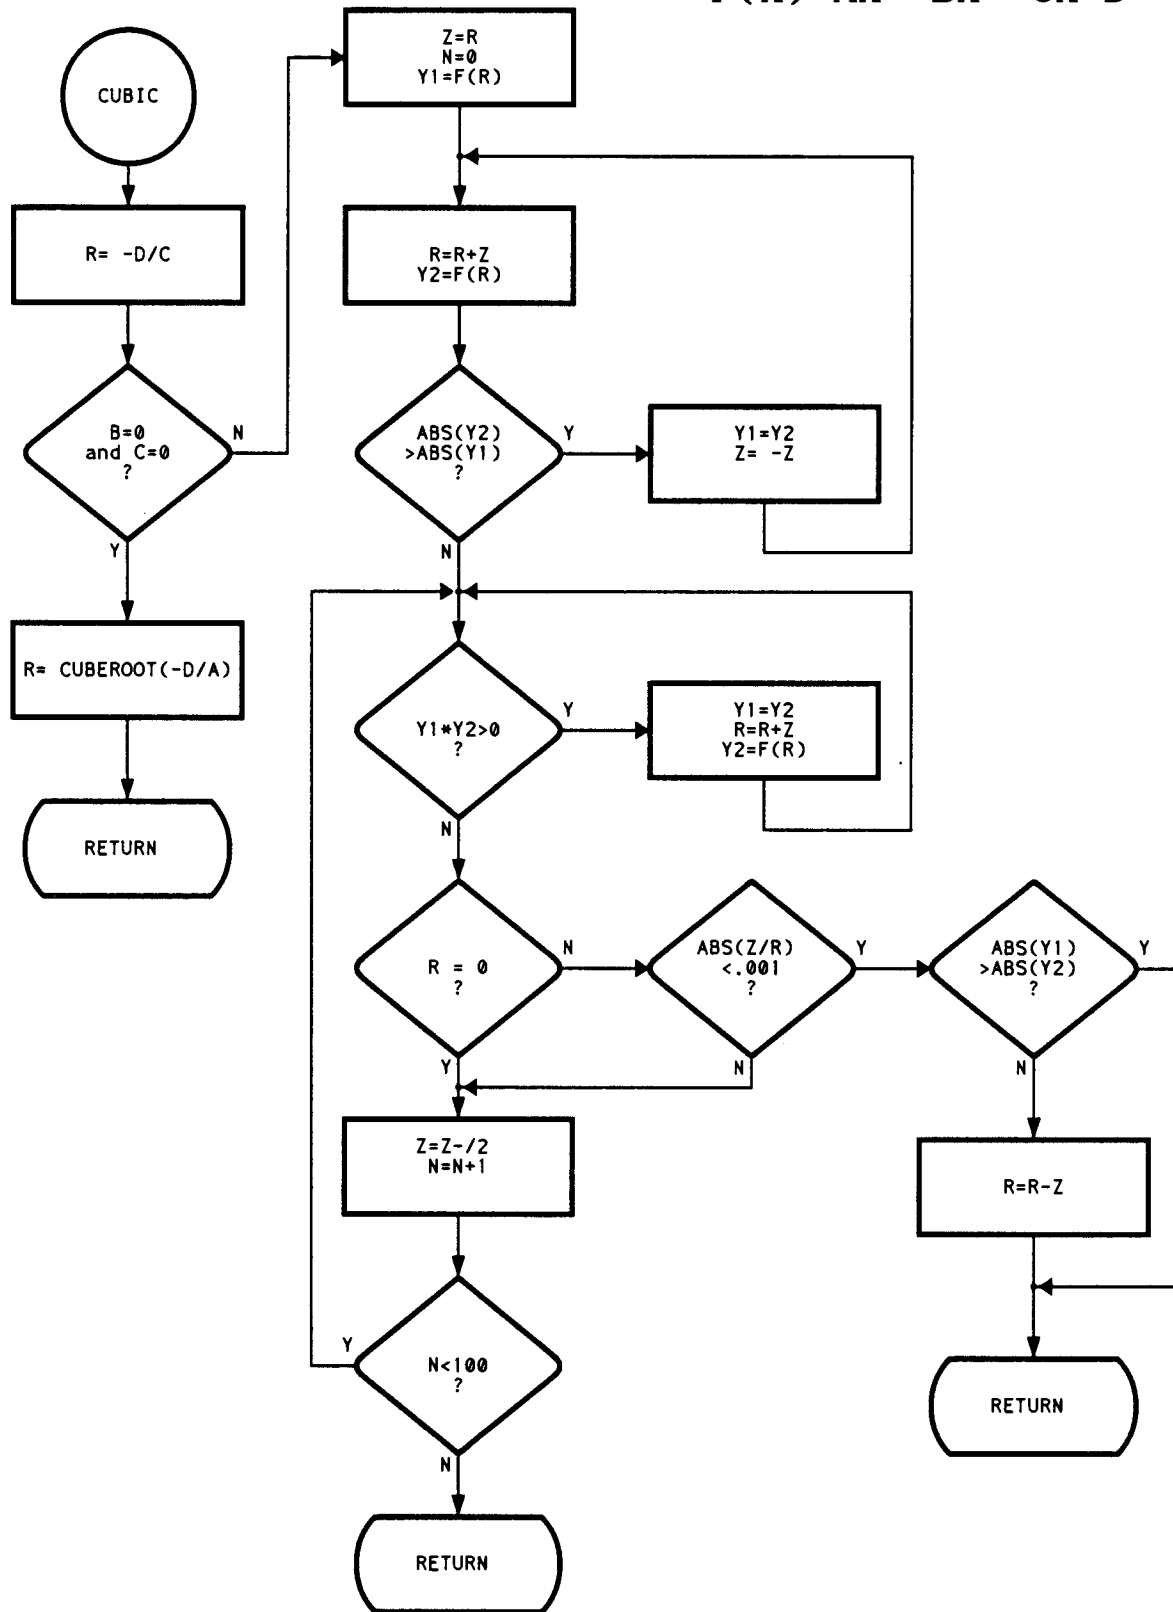 CUBIC
R= -D/C
B=0
and C=0
?
N
Y
R= CUBEROOT(-D/A)
RETURN
Z=R
N=0
Y1=F(R)
R=R+Z
Y2=F(R)
ABS(Y2)
>ABS(Y1)
?
Y
N
Y1=Y2
Z= -Z
Y1*Y2>0
?
Y
N
Y1=Y2
R=R+Z
Y2=F(R)
R = 0
?
N
Y
ABS(Z/R)
<.001
?
Y
N
ABS(Y1)
>ABS(Y2)
?
Y
N
Z=Z-/2
N=N+1
R=R-Z
N<100
?
Y
N
RETURN
RETURN